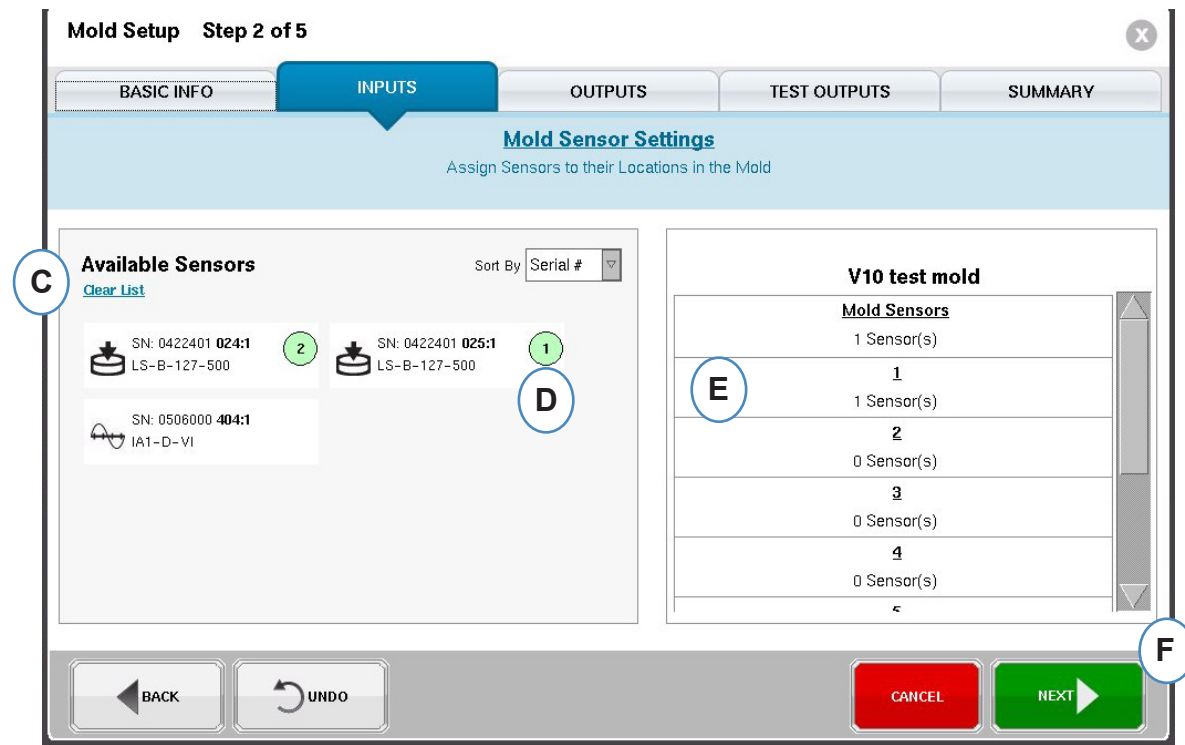 Mold Setup Step 2 of 5
X
BASIC INFO
INPUTS
OUTPUTS
TEST OUTPUTS
SUMMARY
Mold Sensor Settings
Assign Sensors to their Locations in the Mold
C
Available Sensors
Clear List
Sort By Serial #
SN: 0422401 024:1
LS-B-127-500
2
SN: 0422401 025:1
LS-B-127-500
1
D
SN: 0506000 404:1
IA1-D-VI
V10 test mold
Mold Sensors
1 Sensor(s)
E
1
1 Sensor(s)
2
0 Sensor(s)
3
0 Sensor(s)
4
0 Sensor(s)
5
F
BACK
UNDO
CANCEL
NEXT